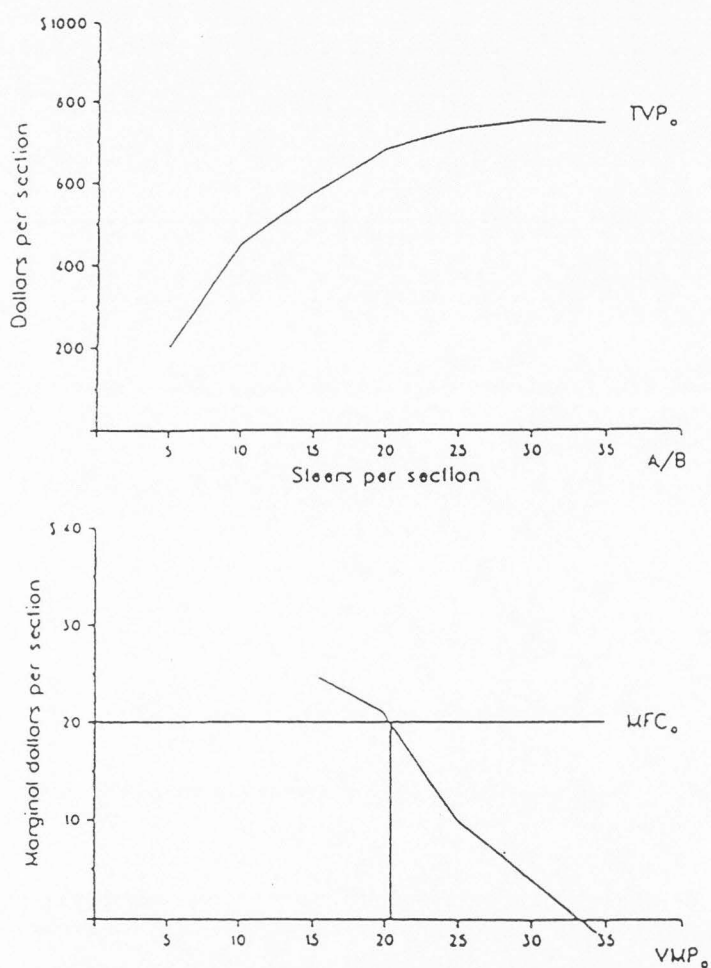 $1000
800
600
400
200
Dollars per section
TVP₀
5 10 15 20 25 30 35
A/B
Steers per section
$40
30
20
10
Marginal dollars per section
MFC₀
5 10 15 20 25 30 35
VMP₀